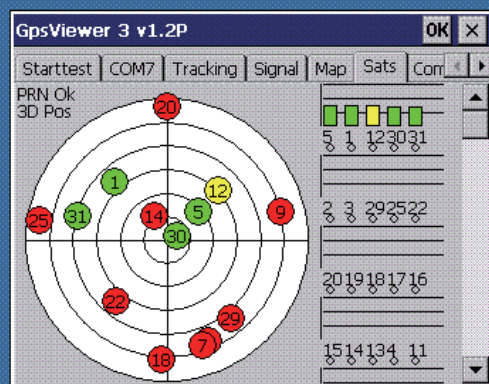 GpsViewer 3 v1.2P OK ×
Starttest COM7 Tracking Signal Map Sats Com
PRN Ok
3D Pos
20
1
12
31
25
14
5
9
30
22
29
7
18
5 1 12 30 31
2 3 29 25 22
20 19 18 17 16
15 14 13 4 11